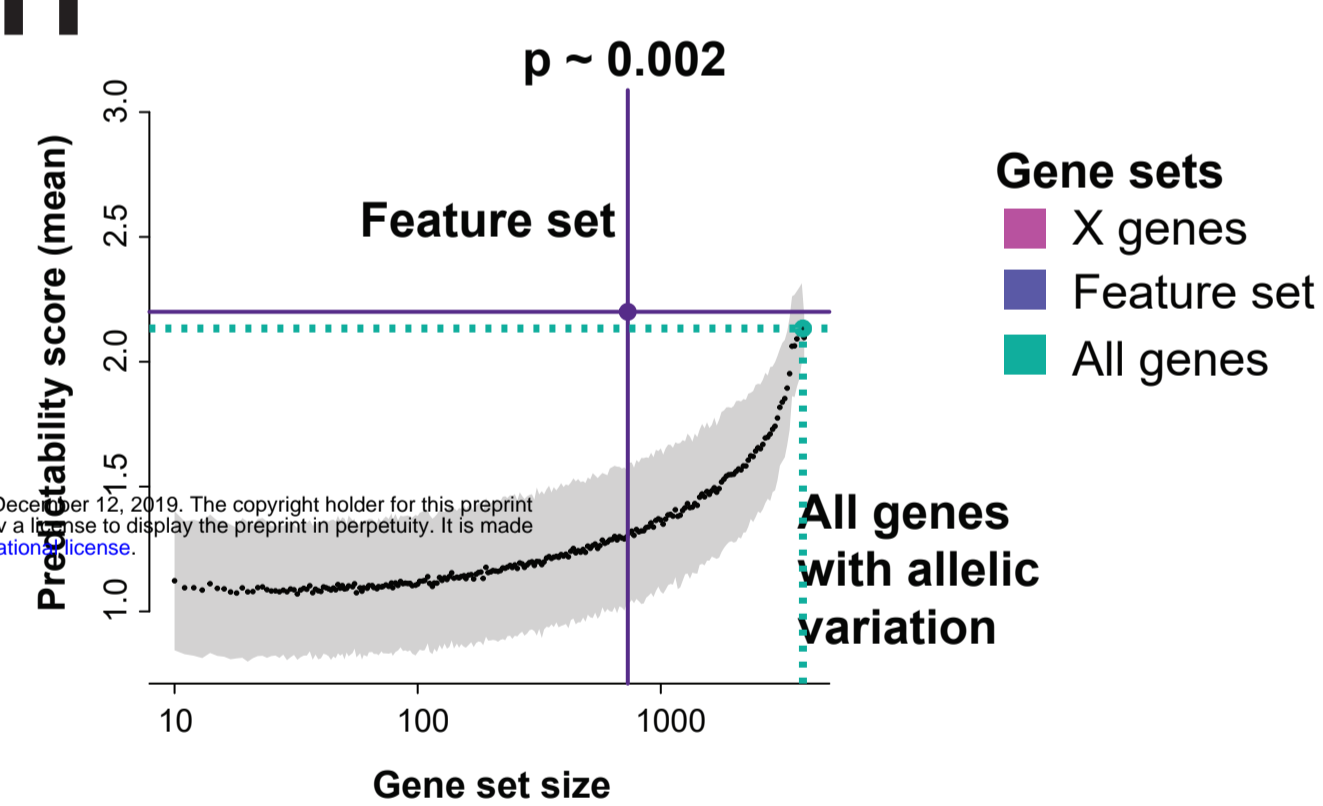 p ~ 0.002
Predictability score (mean)
3.0
2.5
2.0
1.5
1.0
Feature set
Gene sets
X genes
Feature set
All genes
December 12, 2019. The copyright holder for this preprint
a license to display the preprint in perpetuity. It is made
ational license.
All genes
with allelic
variation
10 100 1000
Gene set size